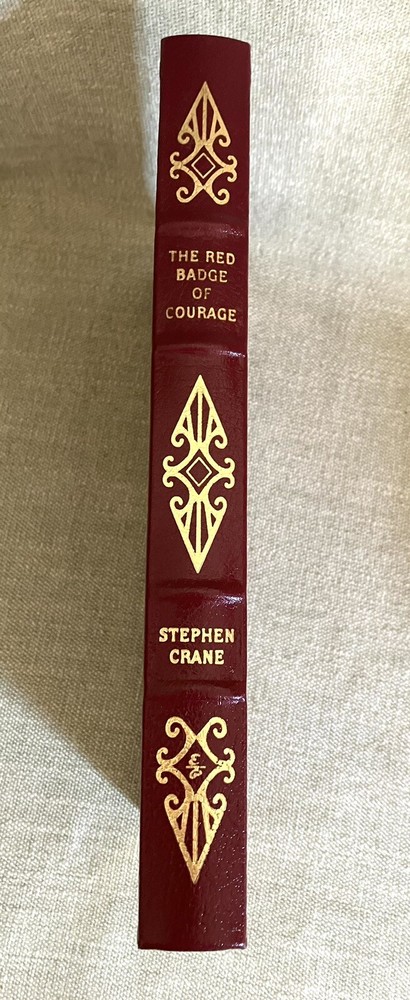 THE RED
BADGE
OF
COURAGE
STEPHEN
CRANE